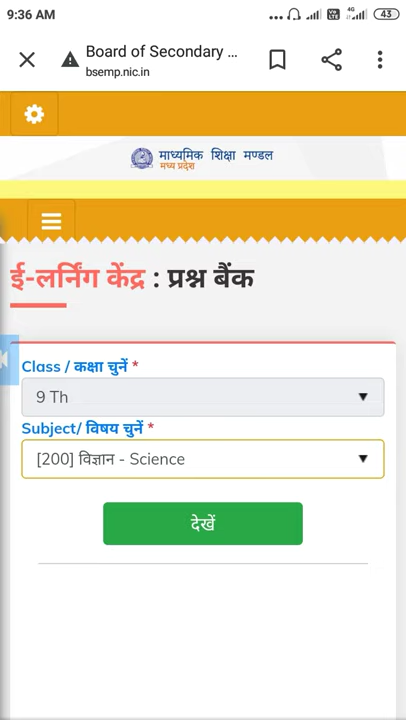 9:36 AM
4G
43
Board of Secondary ...
bsemp.nic.in
माध्यमिक शिक्षा मण्डल
मध्य प्रदेश
ई-लर्निंग केंद्र : प्रश्न बैंक
Class / कक्षा चुनें *
9 Th
Subject/ विषय चुनें *
[200] विज्ञान - Science
देखें